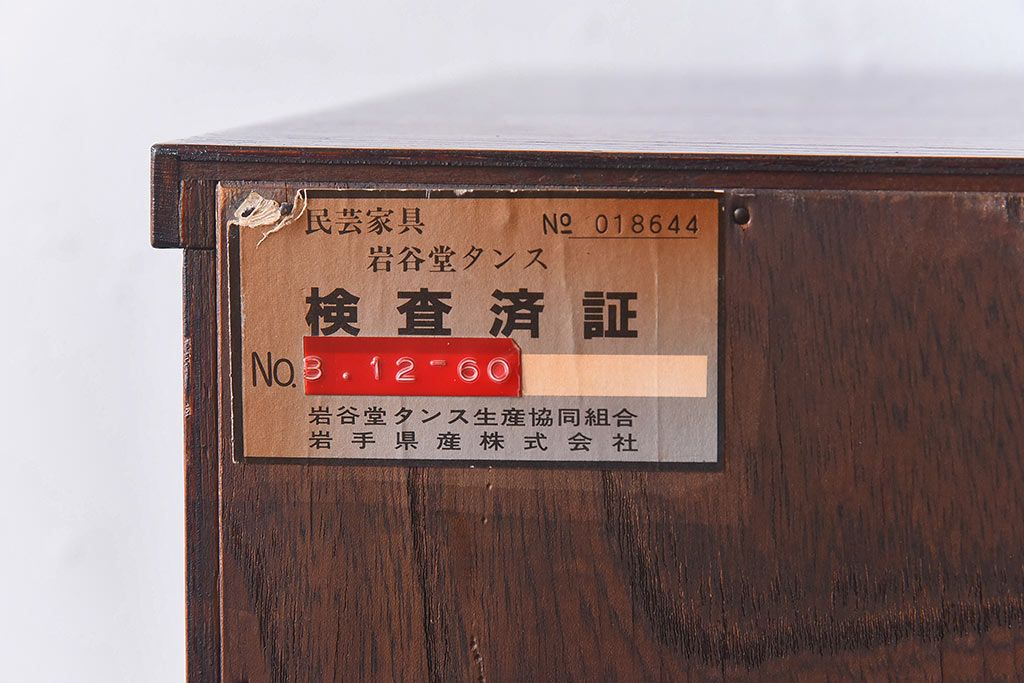 民芸家具 № 018644
岩谷堂タンス
検査済証
No. 3.12-60
岩谷堂タンス生産協同組合
岩手県産株式会社